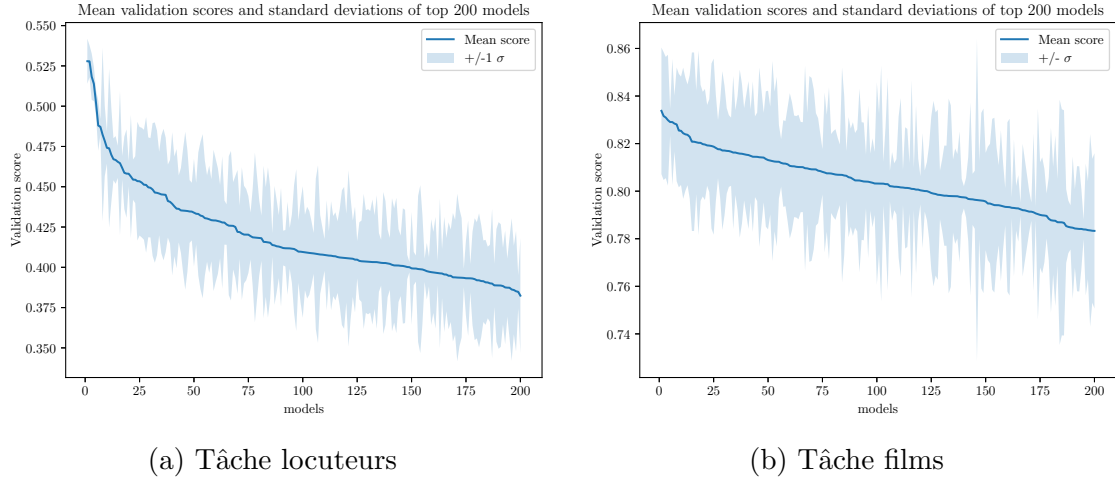 Mean validation scores and standard deviations of top 200 models
Validation score
0.550
0.525
0.500
0.475
0.450
0.425
0.400
0.375
0.350
Mean score
+/-1 σ
0 25 50 75 100 125 150 175 200
models
(a) Tâche locuteurs
Mean validation scores and standard deviations of top 200 models
Validation score
0.86
0.84
0.82
0.80
0.78
0.76
0.74
Mean score
+/- σ
0 25 50 75 100 125 150 175 200
models
(b) Tâche films